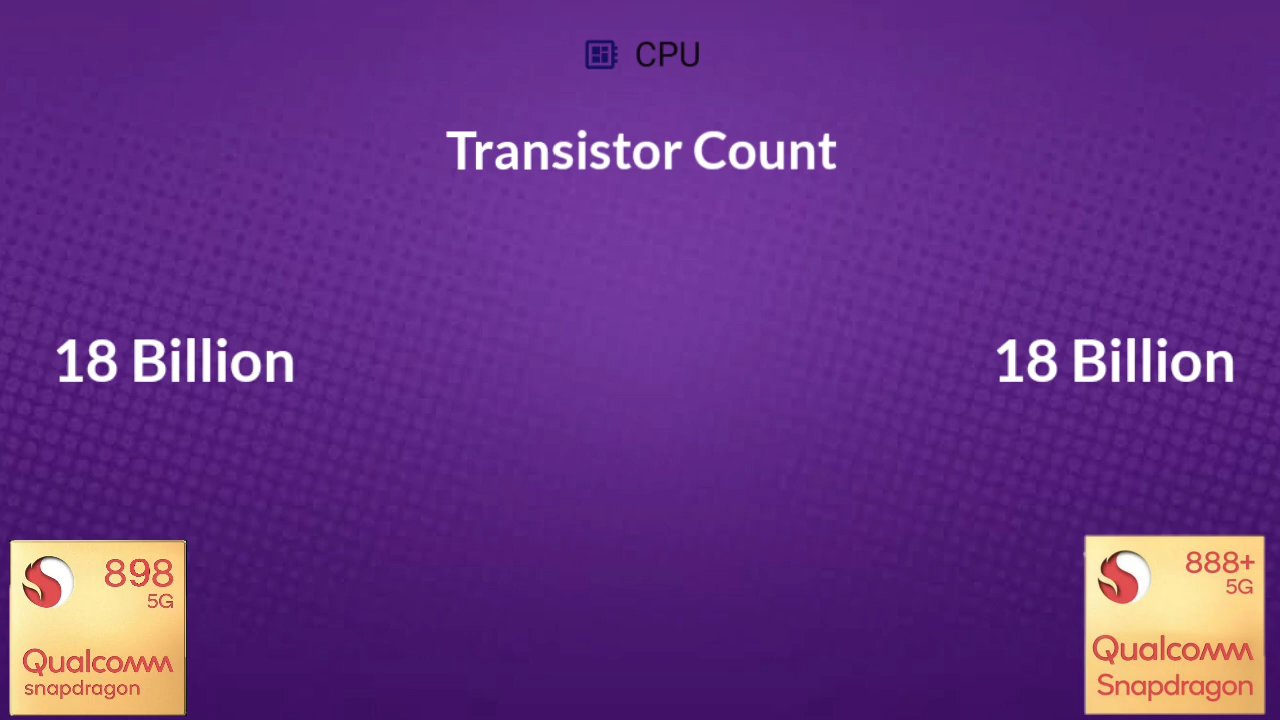 CPU
Transistor Count
18 Billion
18 Billion
898
5G
Qualcomm
snapdragon
888+
5G
Qualcomm
Snapdragon